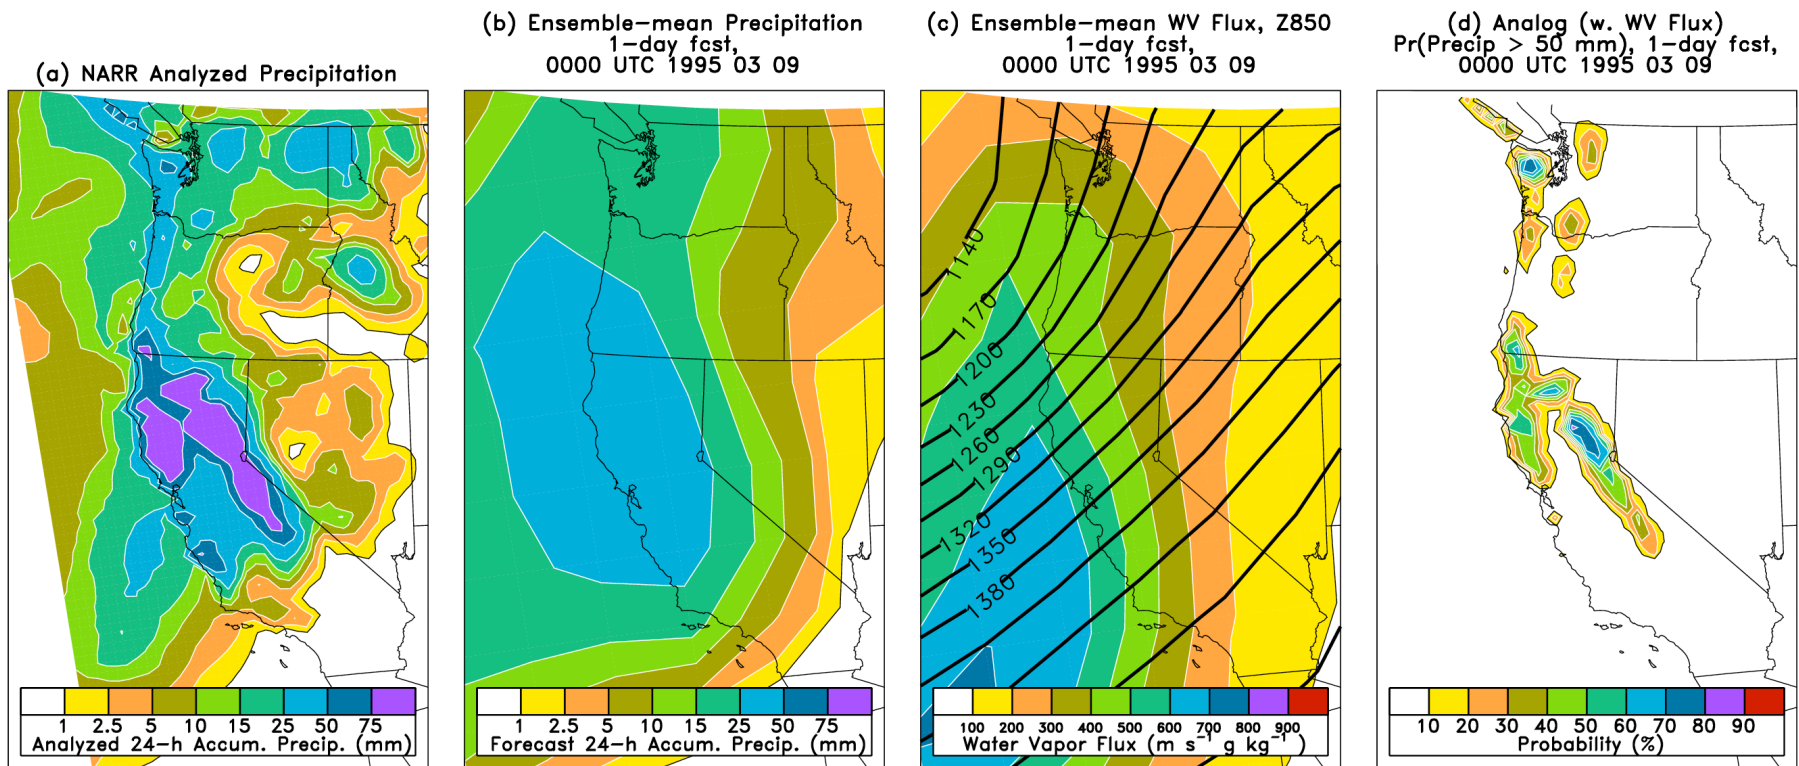 (a) NARR Analyzed Precipitation
1 2.5 5 10 15 25 50 75
Analyzed 24-h Accum. Precip. (mm)
(b) Ensemble-mean Precipitation
1-day fcst,
0000 UTC 1995 03 09
1 2.5 5 10 15 25 50 75
Forecast 24-h Accum. Precip. (mm)
(c) Ensemble-mean WV Flux, Z850
1-day fcst,
0000 UTC 1995 03 09
1140
1170
1200
1230
1260
1290
1320
1350
1380
100 200 300 400 500 600 700 800 900
Water Vapor Flux (m s⁻¹ g kg⁻¹ )
(d) Analog (w. WV Flux)
Pr(Precip > 50 mm), 1-day fcst,
0000 UTC 1995 03 09
10 20 30 40 50 60 70 80 90
Probability (%)